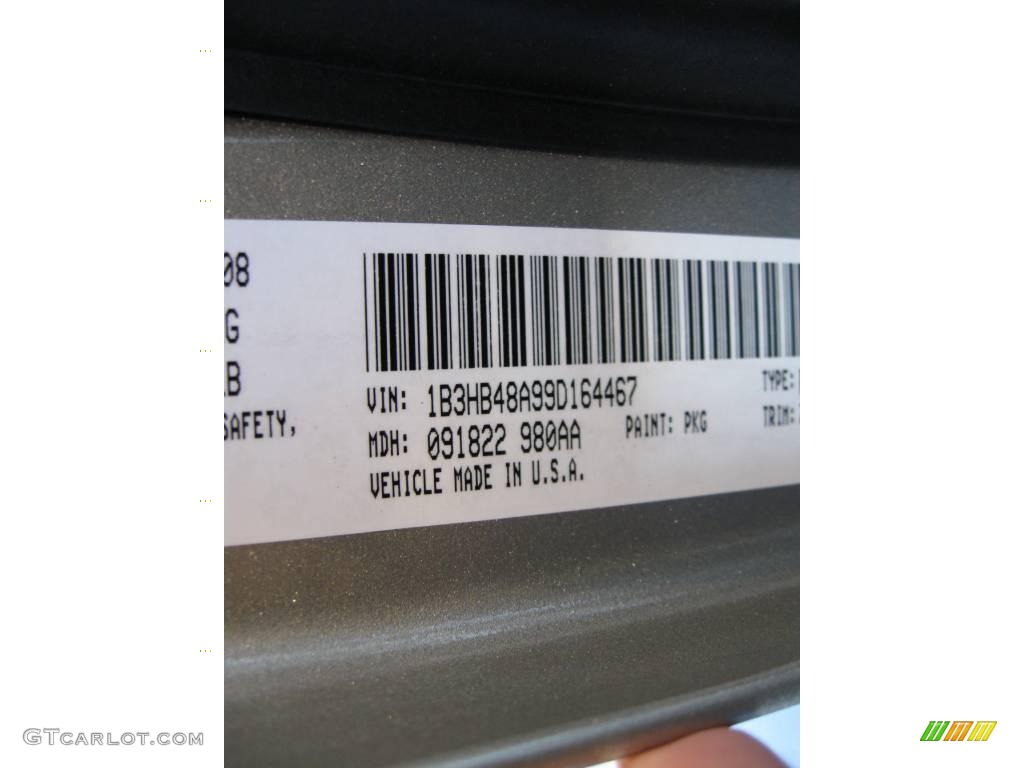 08
G
B
SAFETY,
VIN: 1B3HB48A99D164467
TYPE:
MDH: 091822 980AA
PAINT: PKG
TRIM:
VEHICLE MADE IN U.S.A.
GTCARLOT.COM